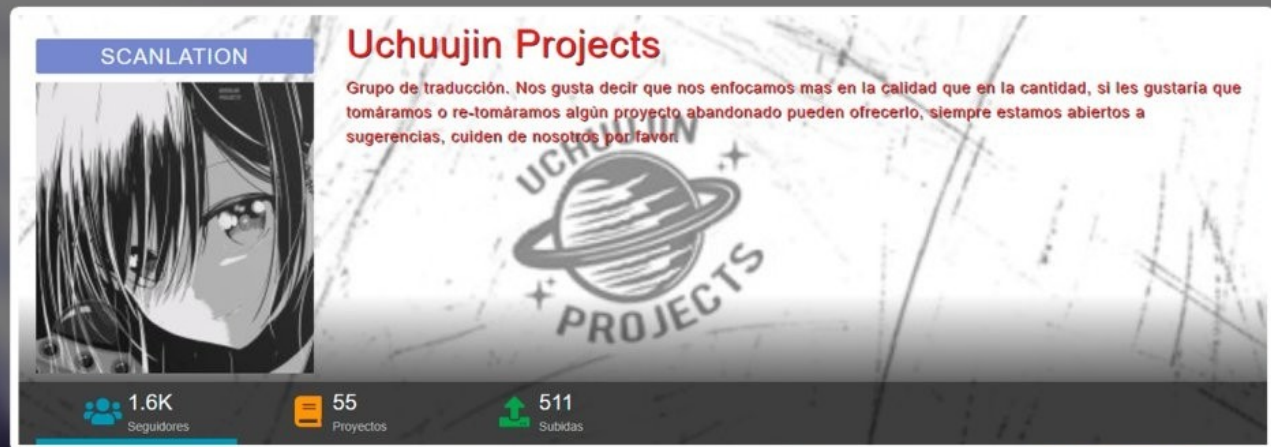 SCANLATION
Uchuujin Projects
Grupo de traducción. Nos gusta decir que nos enfocamos mas en la calidad que en la cantidad, si les gustaría que
tomáramos o re-tomáramos algún proyecto abandonado pueden ofrecerlo, siempre estamos abiertos a
sugerencias, cuiden de nosotros por favor.
UCHUUJIN
PROJECTS
1.6K
Seguidores
55
Proyectos
511
Subidas